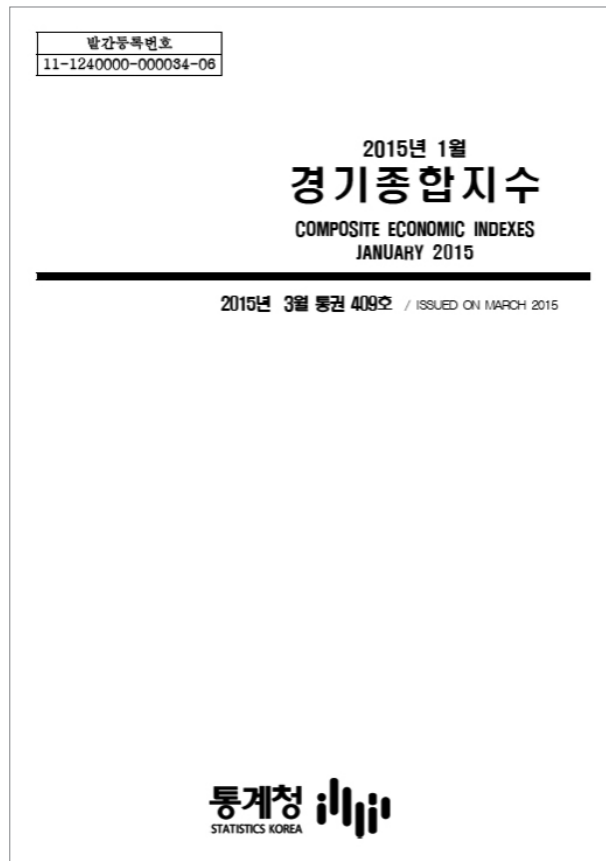 발간등록번호
11-1240000-000034-06
2015년 1월
경기종합지수
COMPOSITE ECONOMIC INDEXES
JANUARY 2015
2015년 3월 통권 409호 / ISSUED ON MARCH 2015
통계청
STATISTICS KOREA